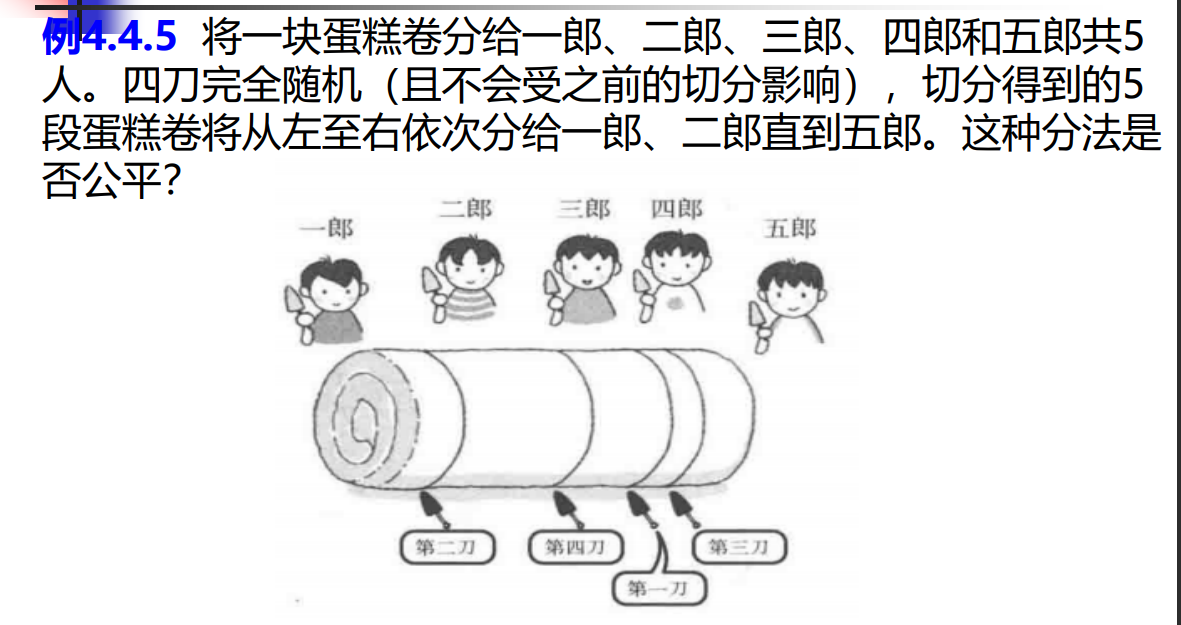 例4.4.5 将一块蛋糕卷分给一郎、二郎、三郎、四郎和五郎共5
人。四刀完全随机（且不会受之前的切分影响），切分得到的5
段蛋糕卷将从左至右依次分给一郎、二郎直到五郎。这种分法是
否公平？
一郎
二郎
三郎
四郎
五郎
第二刀
第四刀
第三刀
第一刀